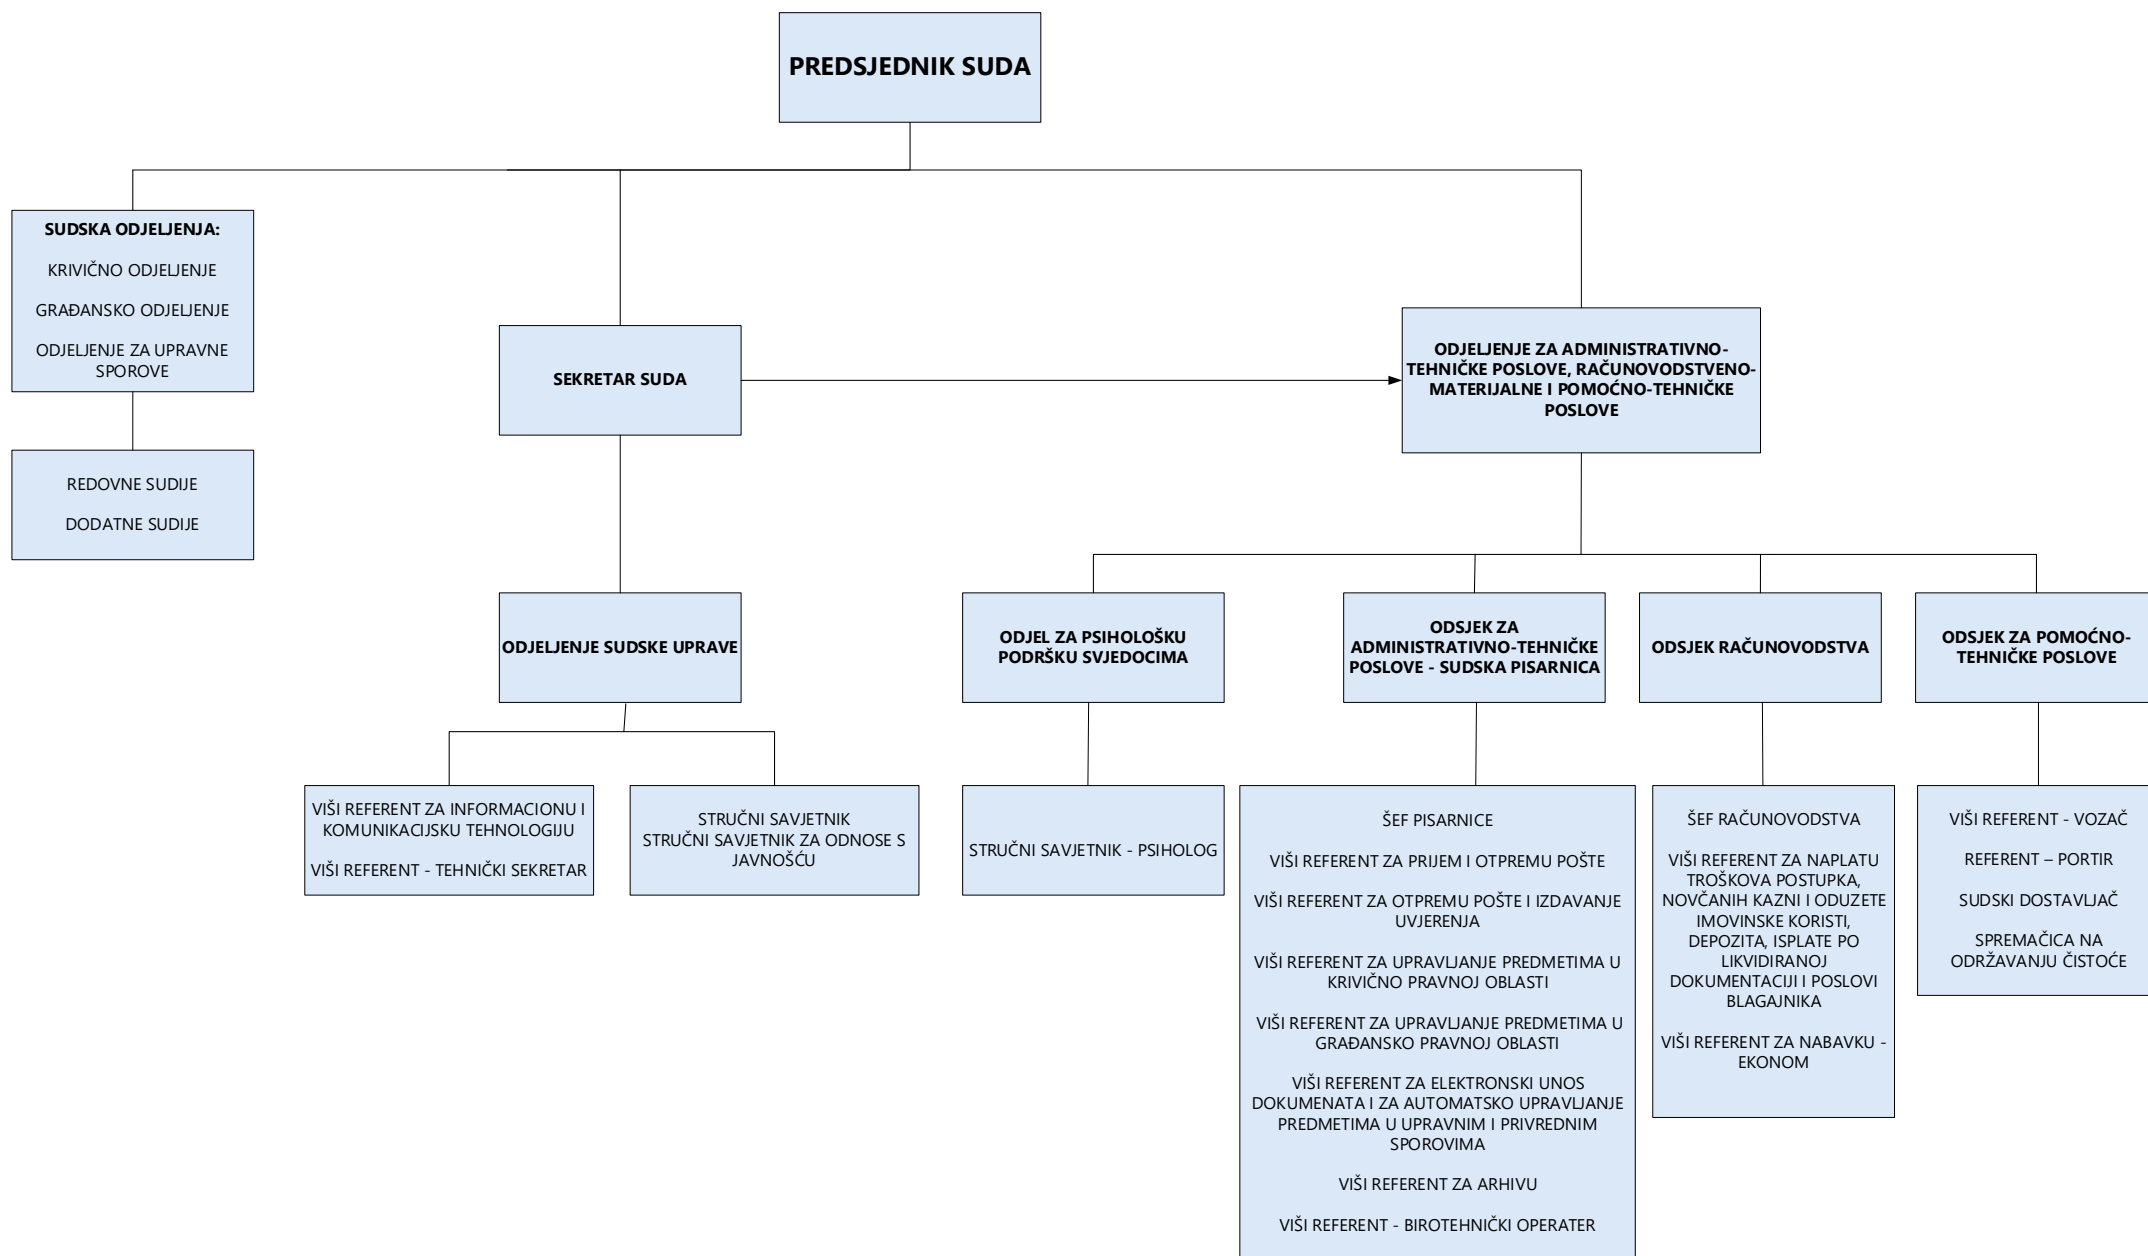 PREDSJEDNIK SUDA
SUDSKA ODJELJENJA:
KRIVIČNO ODJELJENJE
GRAĐANSKO ODJELJENJE
ODJELJENJE ZA UPRAVNE
SPOROVE
REDOVNE SUDIJE
DODATNE SUDIJE
SEKRETAR SUDA
ODJELJENJE ZA ADMINISTRATIVNO-
TEHNIČKE POSLOVE, RAČUNOVODSTVENO-
MATERIJALNE I POMOĆNO-TEHNIČKE
POSLOVE
ODJELJENJE SUDSKE UPRAVE
ODJEL ZA PSIHOLOŠKU
PODRŠKU SVJEDOCIMA
ODSJEK ZA
ADMINISTRATIVNO-TEHNIČKE
POSLOVE - SUDSKA PISARNICA
ODSJEK RAČUNOVODSTVA
ODSJEK ZA POMOĆNO-
TEHNIČKE POSLOVE
VIŠI REFERENT ZA INFORMACIONU I
KOMUNIKACIJSKU TEHNOLOGIJU
VIŠI REFERENT - TEHNIČKI SEKRETAR
STRUČNI SAVJETNIK
STRUČNI SAVJETNIK ZA ODNOSE S
JAVNOŠĆU
STRUČNI SAVJETNIK - PSIHOLOG
ŠEF PISARNICE
VIŠI REFERENT ZA PRIJEM I OTPREMU POŠTE
VIŠI REFERENT ZA OTPREMU POŠTE I IZDAVANJE
UVJERENJA
VIŠI REFERENT ZA UPRAVLJANJE PREDMETIMA U
KRIVIČNO PRAVNOJ OBLASTI
VIŠI REFERENT ZA UPRAVLJANJE PREDMETIMA U
GRAĐANSKO PRAVNOJ OBLASTI
VIŠI REFERENT ZA ELEKTRONSKI UNOS
DOKUMENATA I ZA AUTOMATSKO UPRAVLJANJE
PREDMETIMA U UPRAVNIM I PRIVREDNIM
SPOROVIMA
VIŠI REFERENT ZA ARHIVU
VIŠI REFERENT - BIROTEHNIČKI OPERATER
ŠEF RAČUNOVODSTVA
VIŠI REFERENT ZA NAPLATU
TROŠKOVA POSTUPKA,
NOVČANIH KAZNI I ODUZETE
IMOVINSKE KORISTI,
DEPOZITA, ISPLATE PO
LIKVIDIRANOJ
DOKUMENTACIJI I POSLOVI
BLAGAJNIKA
VIŠI REFERENT ZA NABAVKU -
EKONOM
VIŠI REFERENT - VOZAČ
REFERENT – PORTIR
SUDSKI DOSTAVLJAČ
SPREMAČICA NA
ODRŽAVANJU ČISTOĆE